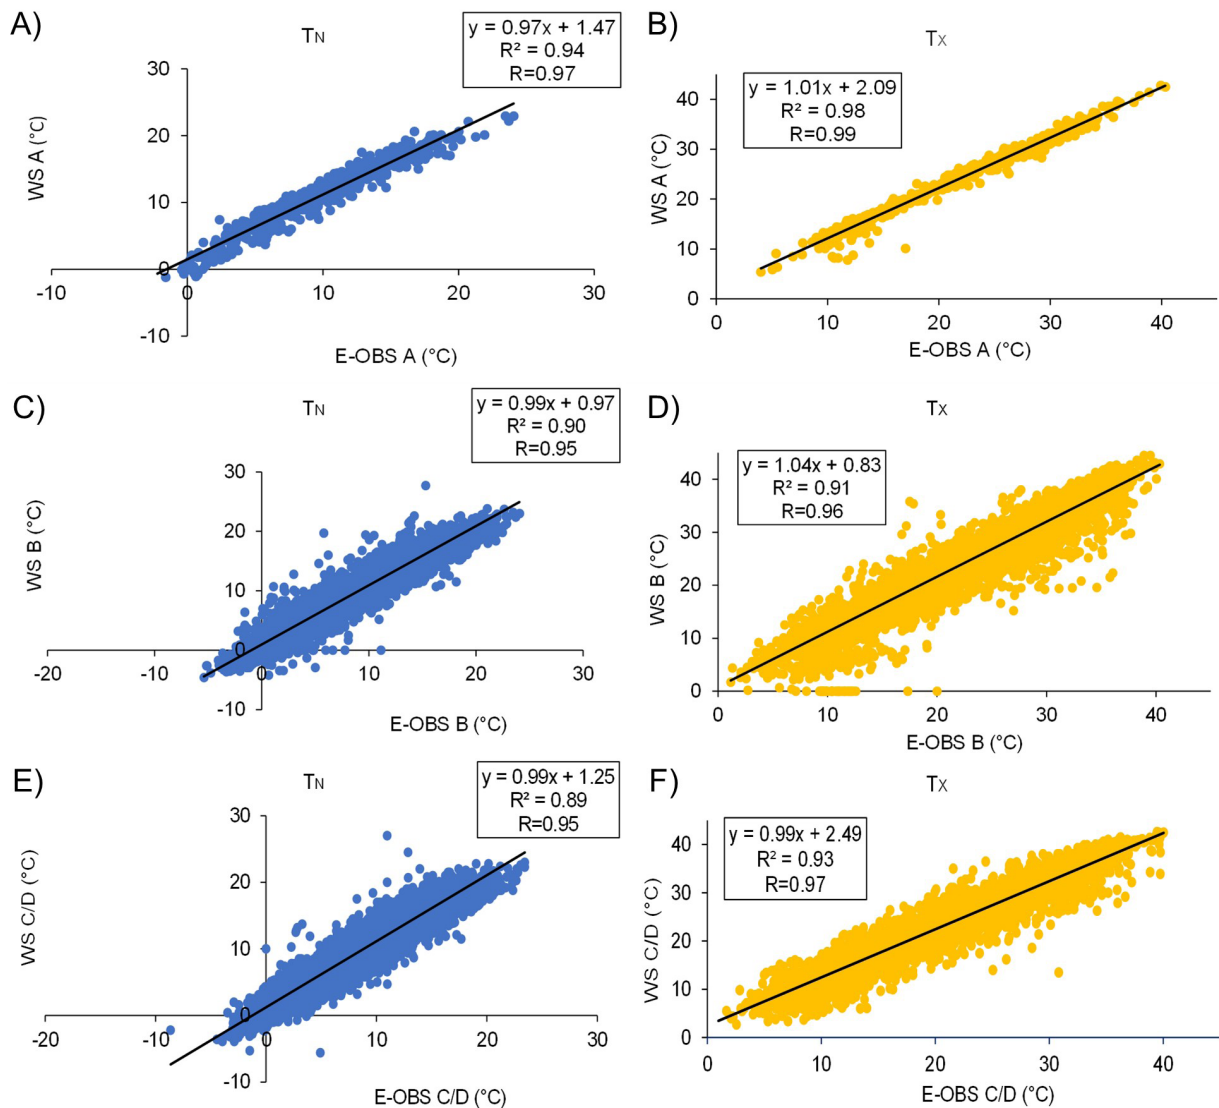 A)
TN
y = 0.97x + 1.47
R² = 0.94
R=0.97
30
20
10
0
-10
-10
0
10
20
30
WS A (°C)
E-OBS A (°C)
B)
TX
y = 1.01x + 2.09
R² = 0.98
R=0.99
40
30
20
10
0
0
10
20
30
40
WS A (°C)
E-OBS A (°C)
C)
TN
y = 0.99x + 0.97
R² = 0.90
R=0.95
30
20
10
0
-10
-20
-10
0
10
20
30
WS B (°C)
E-OBS B (°C)
D)
TX
y = 1.04x + 0.83
R² = 0.91
R=0.96
40
30
20
10
0
0
10
20
30
40
WS B (°C)
E-OBS B (°C)
E)
TN
y = 0.99x + 1.25
R² = 0.89
R=0.95
30
20
10
0
-10
-20
-10
0
10
20
30
WS C/D (°C)
E-OBS C/D (°C)
F)
TX
y = 0.99x + 2.49
R² = 0.93
R=0.97
40
30
20
10
0
0
10
20
30
40
WS C/D (°C)
E-OBS C/D (°C)